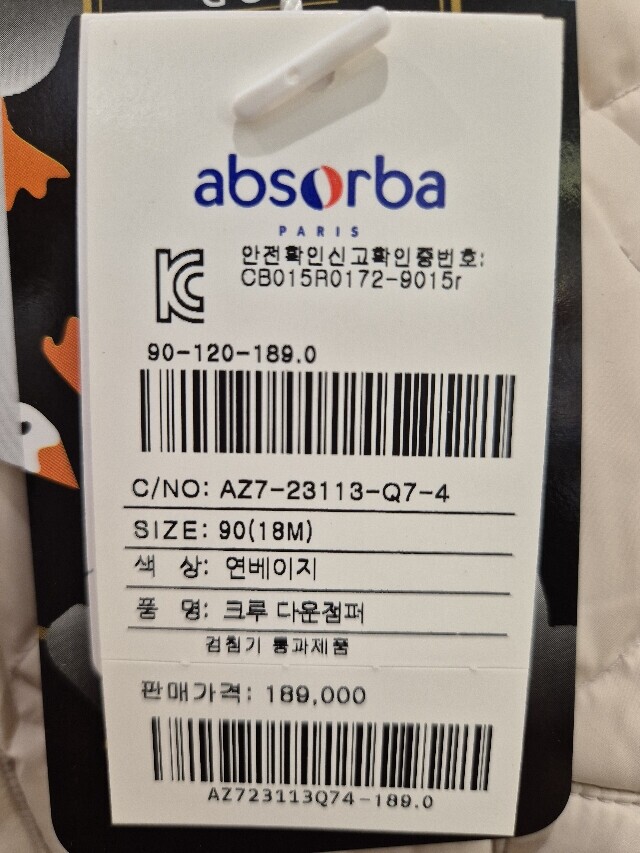 absorba
PARIS
안전확인신고확인증번호:
CB015R0172-9015r
90-120-189.0
C/NO: AZ7-23113-Q7-4
SIZE: 90(18M)
색 상: 연베이지
품 명: 크루 다운점퍼
검침기 통과제품
판매가격: 189,000
AZ723113Q74-189.0